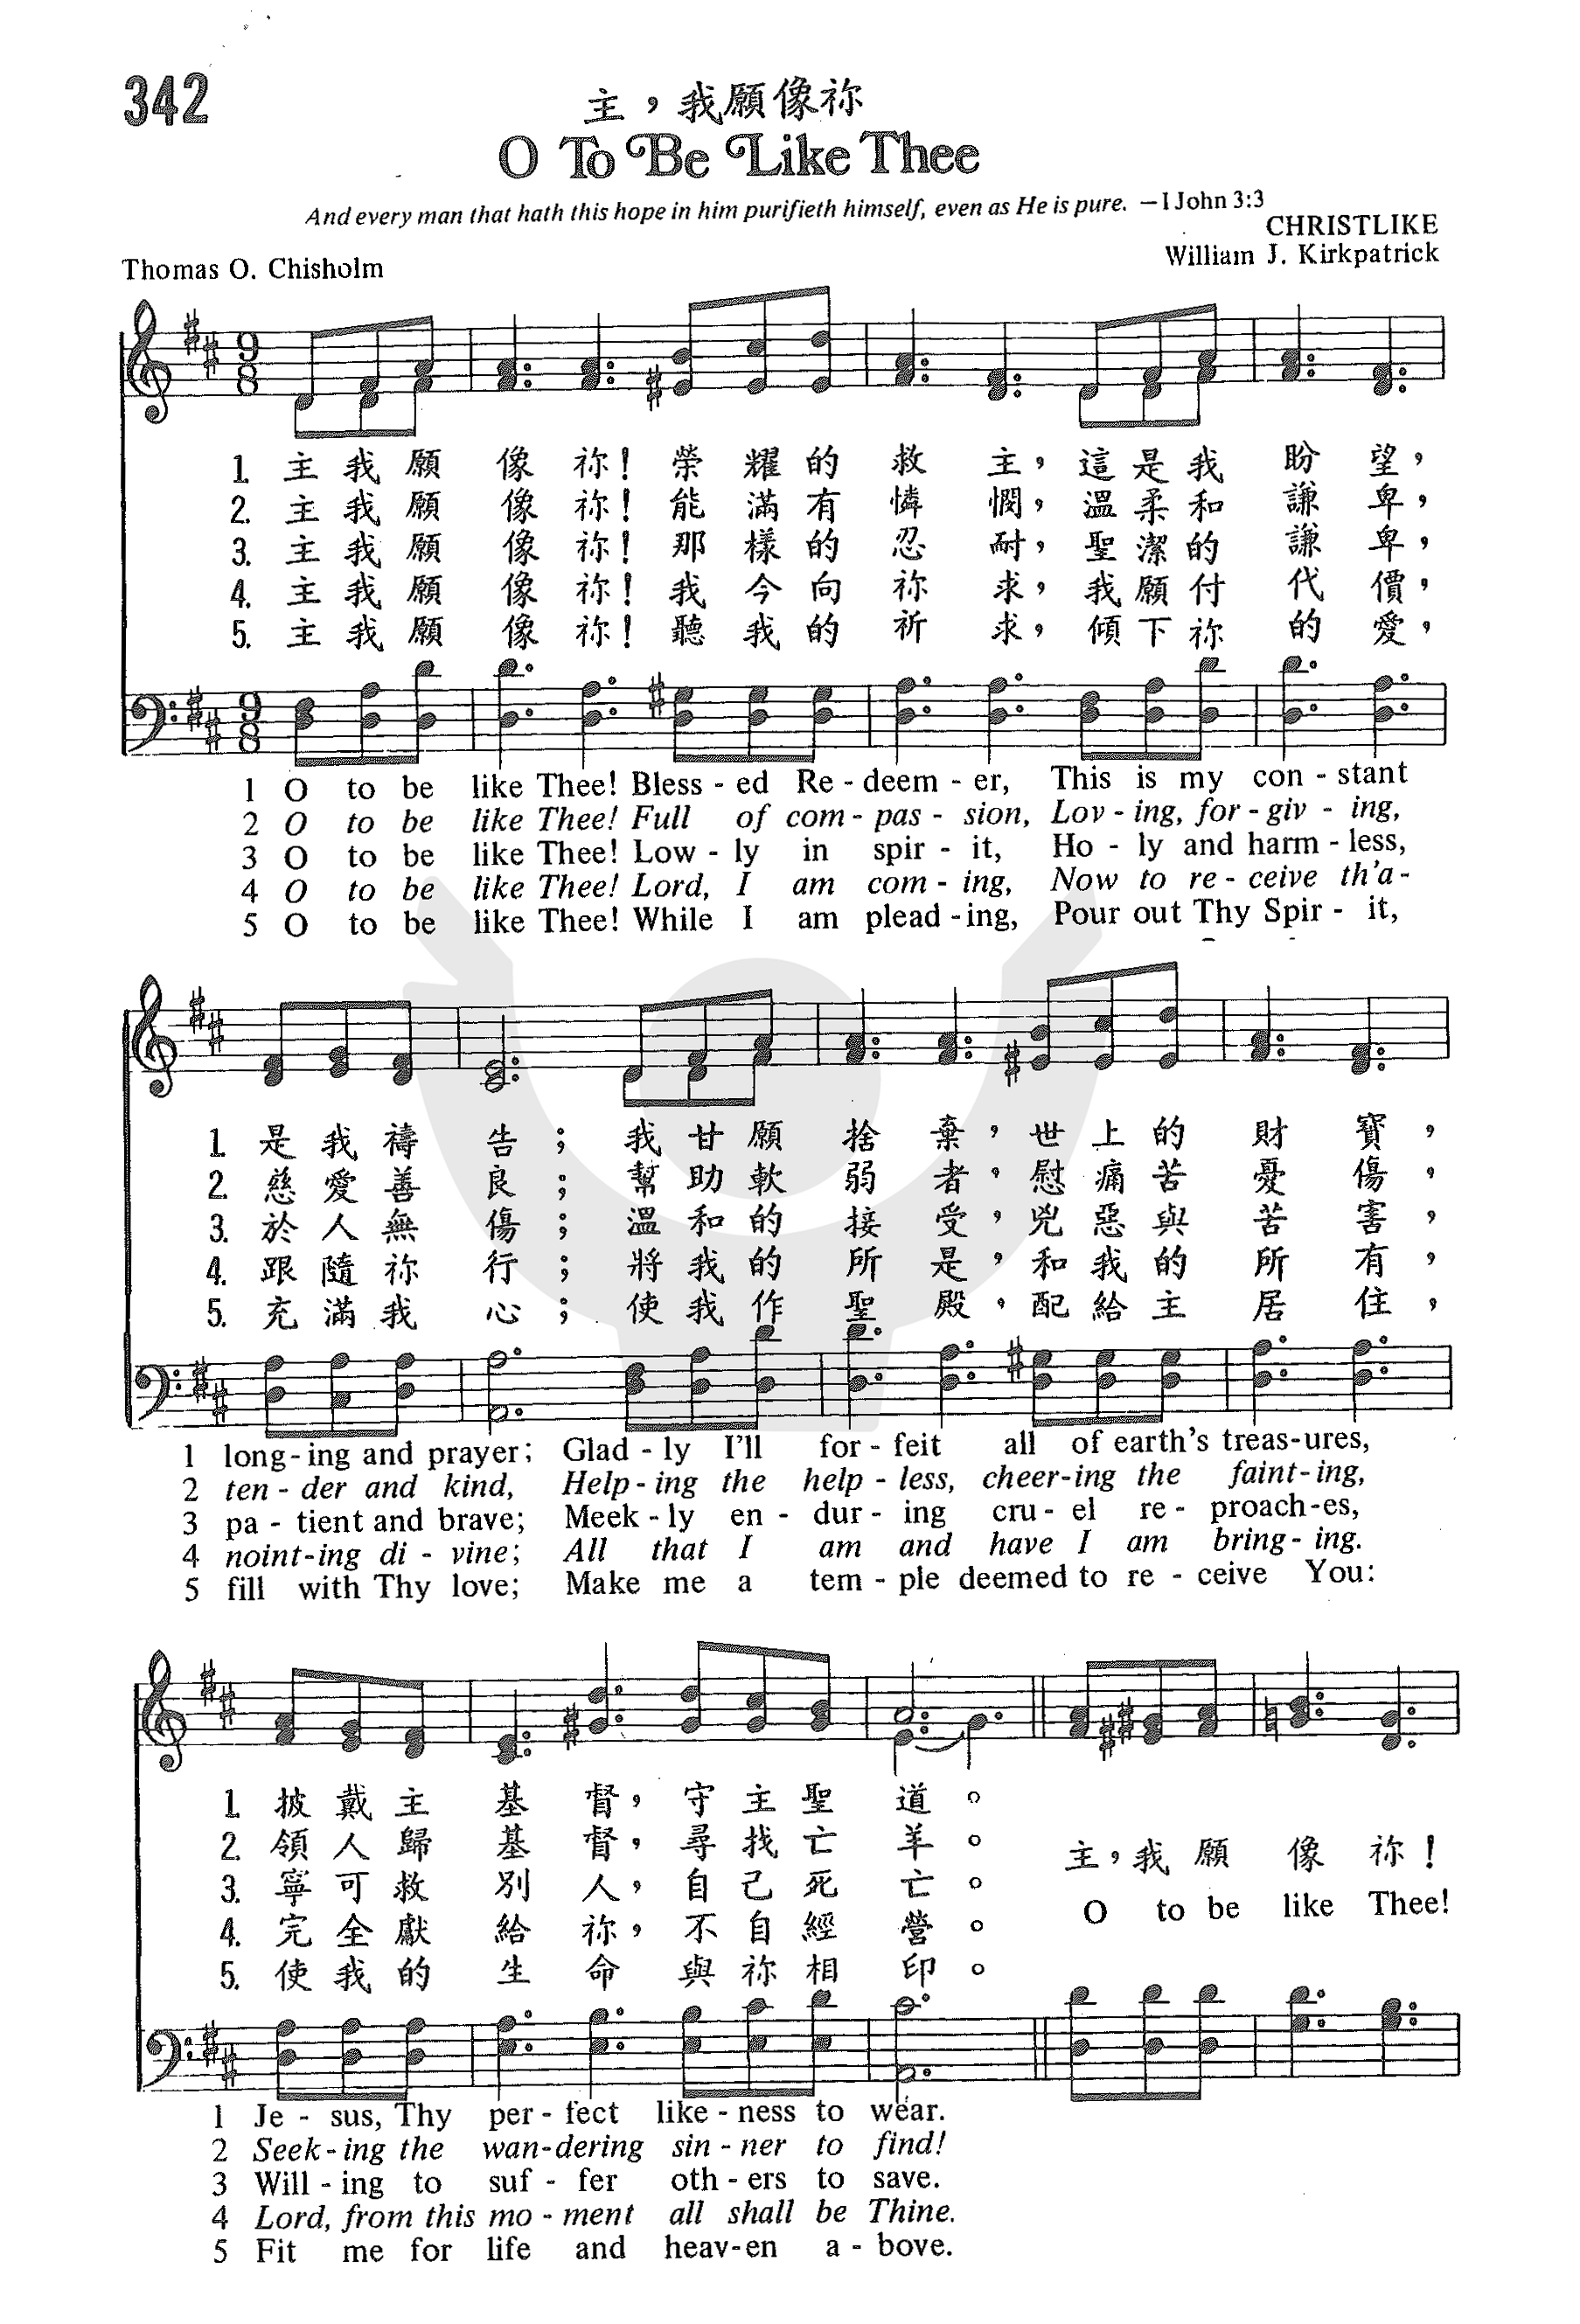 342
主，我願像祢
O To Be Like Thee
And every man that hath this hope in him purifieth himself, even as He is pure. —I John 3:3
CHRISTLIKE
Thomas O. Chisholm
William J. Kirkpatrick
9 8
1. 主我願像祢！榮耀的救主，這是我盼望，
2. 主我願像祢！能滿有憐憫，溫柔和謙卑，
3. 主我願像祢！那樣的忍耐，聖潔的謙卑，
4. 主我願像祢！我今向祢求，我願付代價，
5. 主我願像祢！聽我的祈求，傾下祢的愛，
9 8
1 O to be like Thee! Bless - ed Re - deem - er, This is my con - stant
2 O to be like Thee! Full of com - pas - sion, Lov - ing, for - giv - ing,
3 O to be like Thee! Low - ly in spir - it, Ho - ly and harm - less,
4 O to be like Thee! Lord, I am com - ing, Now to re - ceive th'a -
5 O to be like Thee! While I am plead - ing, Pour out Thy Spir - it,
1. 是我禱告；我甘願捨棄，世上的財寶，
2. 慈愛善良；幫助軟弱者，慰痛苦憂傷，
3. 於人無傷；溫和的接受，兇惡與苦害，
4. 跟隨祢行；將我的所是，和我的所有，
5. 充滿我心；使我作聖殿，配給主居住，
1 long - ing and prayer; Glad - ly I'll for - feit all of earth's treas - ures,
2 ten - der and kind, Help - ing the help - less, cheer - ing the faint - ing,
3 pa - tient and brave; Meek - ly en - dur - ing cru - el re - proach - es,
4 noint - ing di - vine; All that I am and have I am bring - ing.
5 fill with Thy love; Make me a tem - ple deemed to re - ceive You:
1. 披戴主基督，守主聖道。
2. 領人歸基督，尋找亡羊。
3. 寧可救別人，自己死亡。
4. 完全獻給祢，不自經營。
5. 使我的生命與祢相印。
主，我願像祢！
O to be like Thee!
1 Je - sus, Thy per - fect like - ness to wear.
2 Seek - ing the wan - dering sin - ner to find!
3 Will - ing to suf - fer oth - ers to save.
4 Lord, from this mo - ment all shall be Thine.
5 Fit me for life and heav - en a - bove.